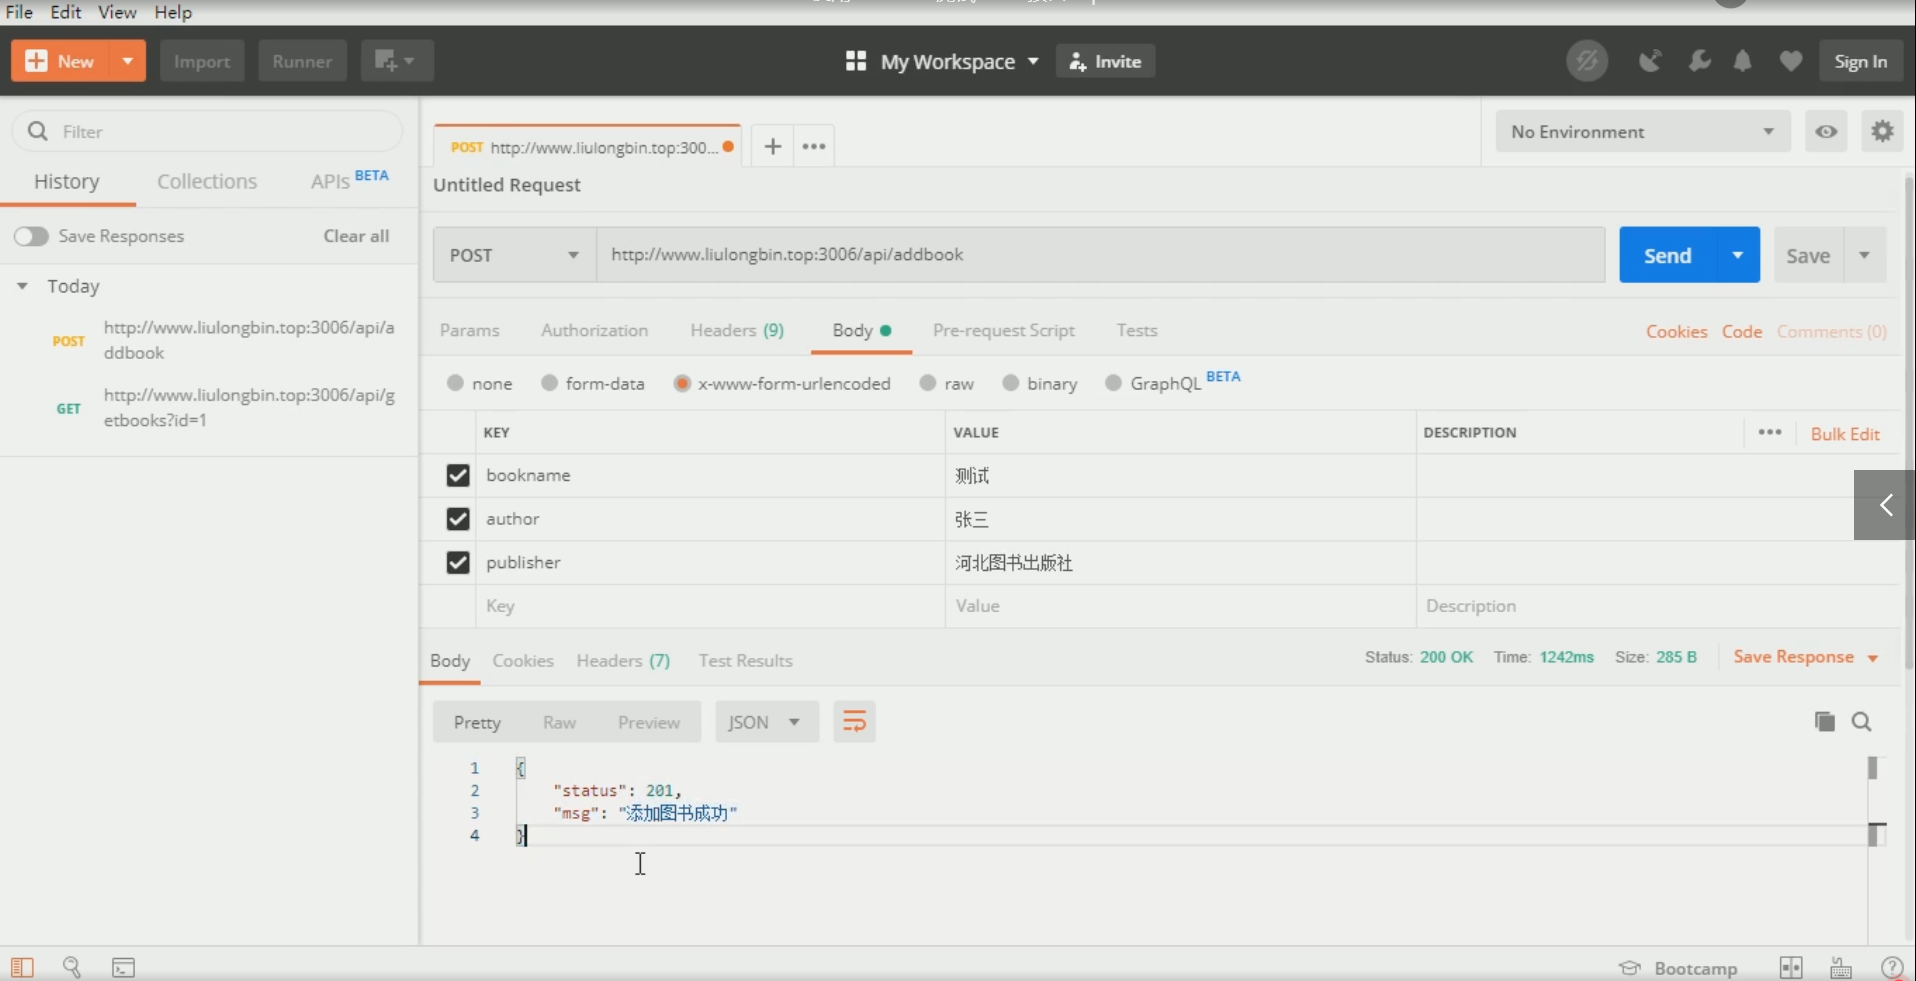 File Edit View Help
New Import Runner My Workspace Invite Sign In
Filter
History Collections APIs BETA
Save Responses Clear all
Today
POST http://www.liulongbin.top:3006/api/a
ddbook
GET http://www.liulongbin.top:3006/api/g
etbooks?id=1
POST http://www.liulongbin.top:300...
No Environment
Untitled Request
POST http://www.liulongbin.top:3006/api/addbook Send Save
Params Authorization Headers (9) Body Pre-request Script Tests Cookies Code Comments (0)
none form-data x-www-form-urlencoded raw binary GraphQL BETA
KEY VALUE DESCRIPTION Bulk Edit
bookname 测试
author 张三
publisher 河北图书出版社
Key Value Description
Body Cookies Headers (7) Test Results Status: 200 OK Time: 1242ms Size: 285 B Save Response
Pretty Raw Preview JSON
1 {
2 "status": 201,
3 "msg": "添加图书成功"
4 }
Bootcamp